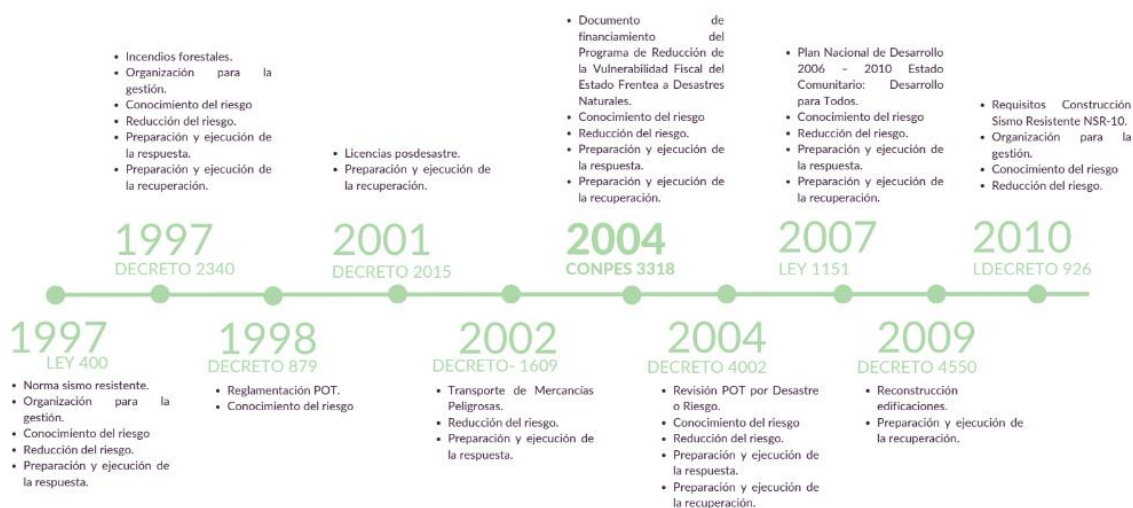 • Incendios forestales.
• Organización para la
gestión.
• Conocimiento del riesgo
• Reducción del riesgo.
• Preparación y ejecución de
la respuesta.
• Preparación y ejecución de
la recuperación.
1997
DECRETO 2340
• Licencias posdesastre.
• Preparación y ejecución de
la recuperación.
2001
DECRETO 2015
• Documento de
financiamiento del
Programa de Reducción de
la Vulnerabilidad Fiscal del
Estado Frentea a Desastres
Naturales.
• Conocimiento del riesgo
• Reducción del riesgo.
• Preparación y ejecución de
la respuesta.
• Preparación y ejecución de
la recuperación.
2004
CONPES 3318
• Plan Nacional de Desarrollo
2006 – 2010 Estado
Comunitario: Desarrollo
para Todos.
• Conocimiento del riesgo
• Reducción del riesgo.
• Preparación y ejecución de
la respuesta.
• Preparación y ejecución de
la recuperación.
2007
LEY 1151
• Requisitos Construcción
Sismo Resistente NSR-10.
• Organización para la
gestión.
• Conocimiento del riesgo
• Reducción del riesgo.
2010
LDECRETO 926
1997
LEY 400
• Norma sismo resistente.
• Organización para la
gestión.
• Conocimiento del riesgo
• Reducción del riesgo.
• Preparación y ejecución de
la respuesta.
1998
DECRETO 879
• Reglamentación POT.
• Conocimiento del riesgo
2002
DECRETO- 1609
• Transporte de Mercancías
Peligrosas.
• Reducción del riesgo.
• Preparación y ejecución de
la respuesta.
2004
DECRETO 4002
• Revisión POT por Desastre
o Riesgo.
• Conocimiento del riesgo
• Reducción del riesgo.
• Preparación y ejecución de
la respuesta.
• Preparación y ejecución de
la recuperación.
2009
DECRETO 4550
• Reconstrucción
edificaciones.
• Preparación y ejecución de
la recuperación.